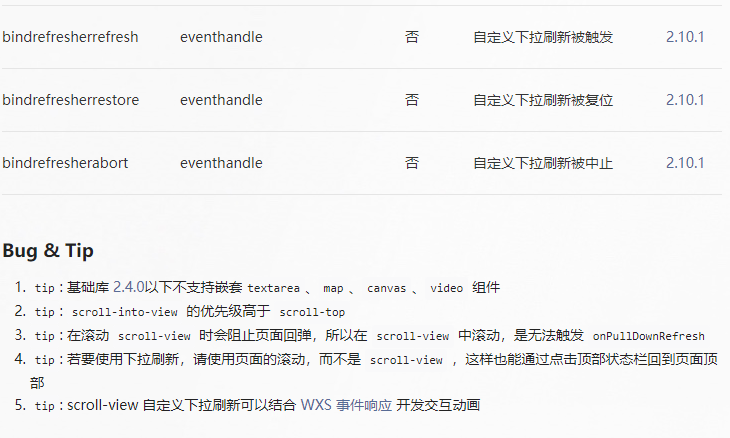 bindrefresherrefresh eventhandle 否 自定义下拉刷新被触发 2.10.1
bindrefresherrestore eventhandle 否 自定义下拉刷新被复位 2.10.1
bindrefresherabort eventhandle 否 自定义下拉刷新被中止 2.10.1
Bug & Tip
1. tip : 基础库 2.4.0以下不支持嵌套 textarea 、 map 、 canvas 、 video 组件
2. tip : scroll-into-view 的优先级高于 scroll-top
3. tip : 在滚动 scroll-view 时会阻止页面回弹，所以在 scroll-view 中滚动，是无法触发 onPullDownRefresh
4. tip : 若要使用下拉刷新，请使用页面的滚动，而不是 scroll-view ，这样也能通过点击顶部状态栏回到页面顶
部
5. tip : scroll-view 自定义下拉刷新可以结合 WXS 事件响应 开发交互动画